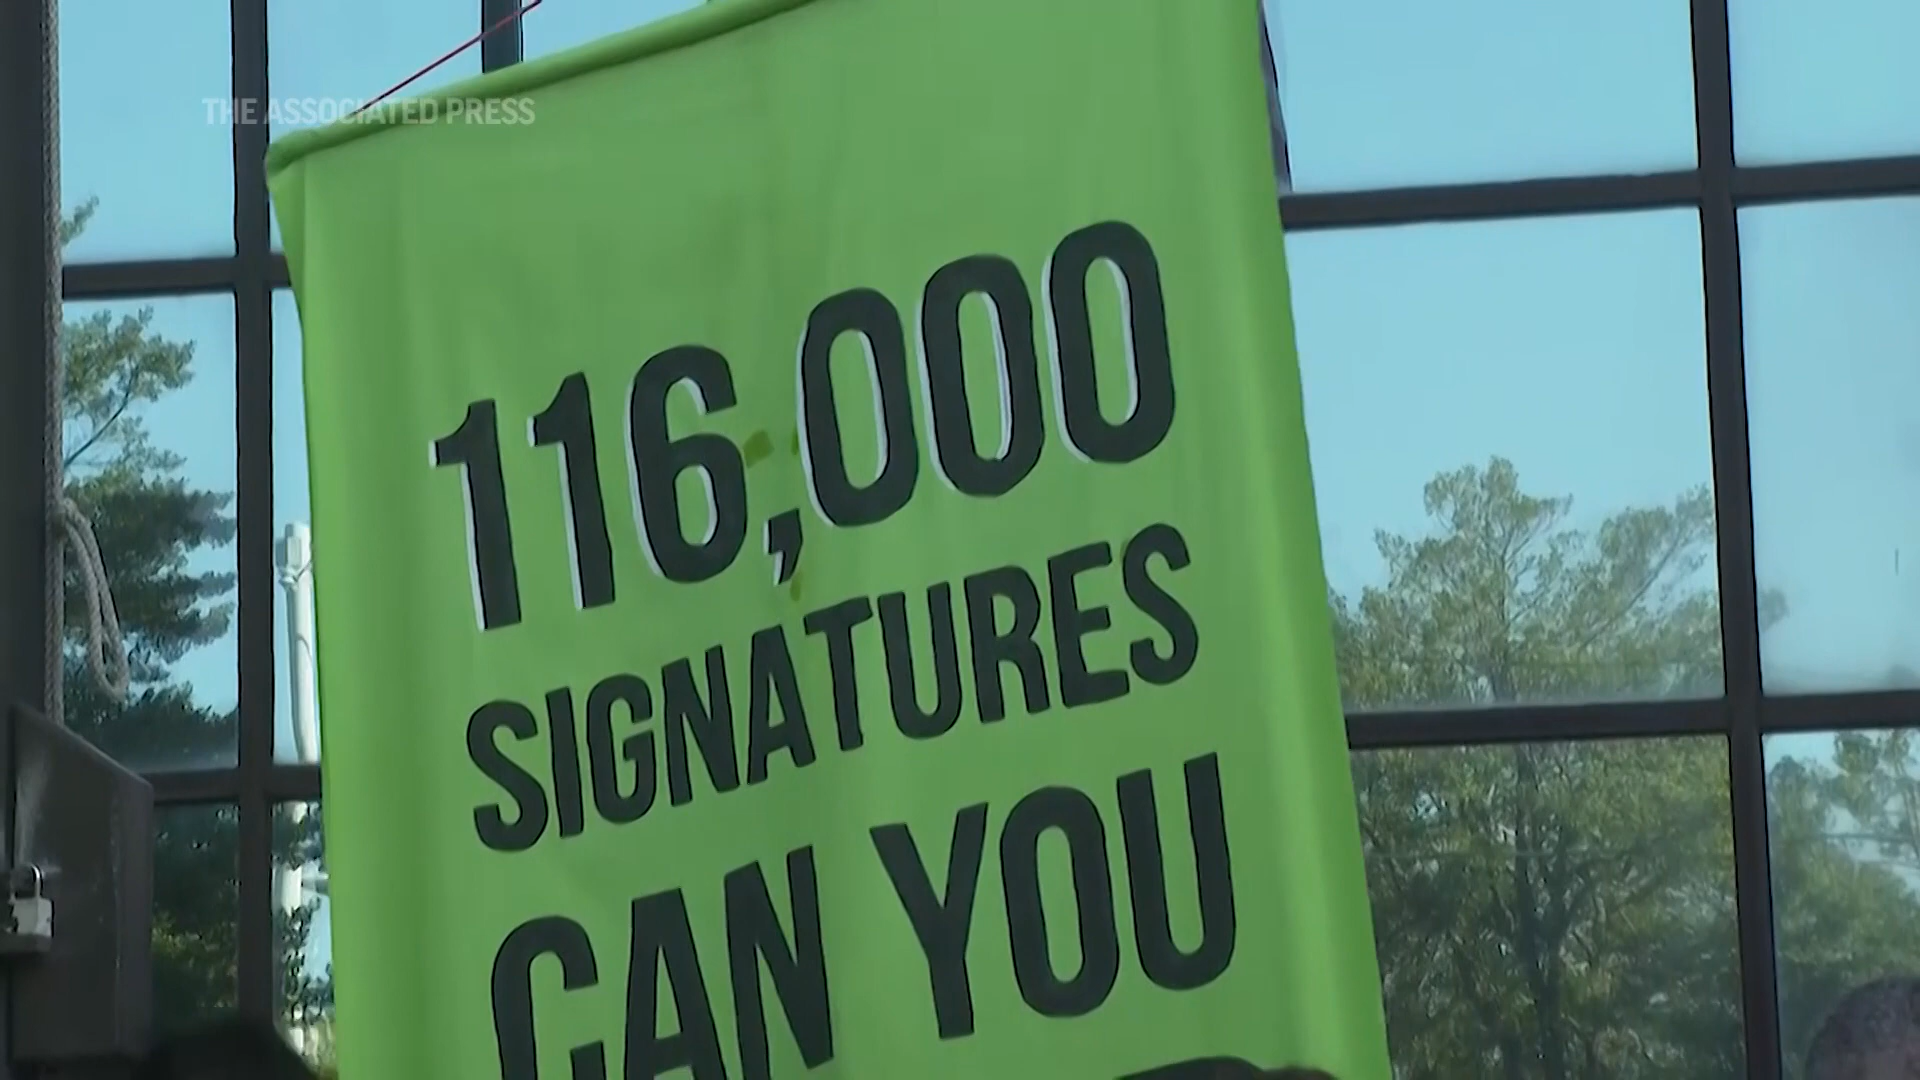 THE ASSOCIATED PRESS
116,000
SIGNATURES
CAN YOU